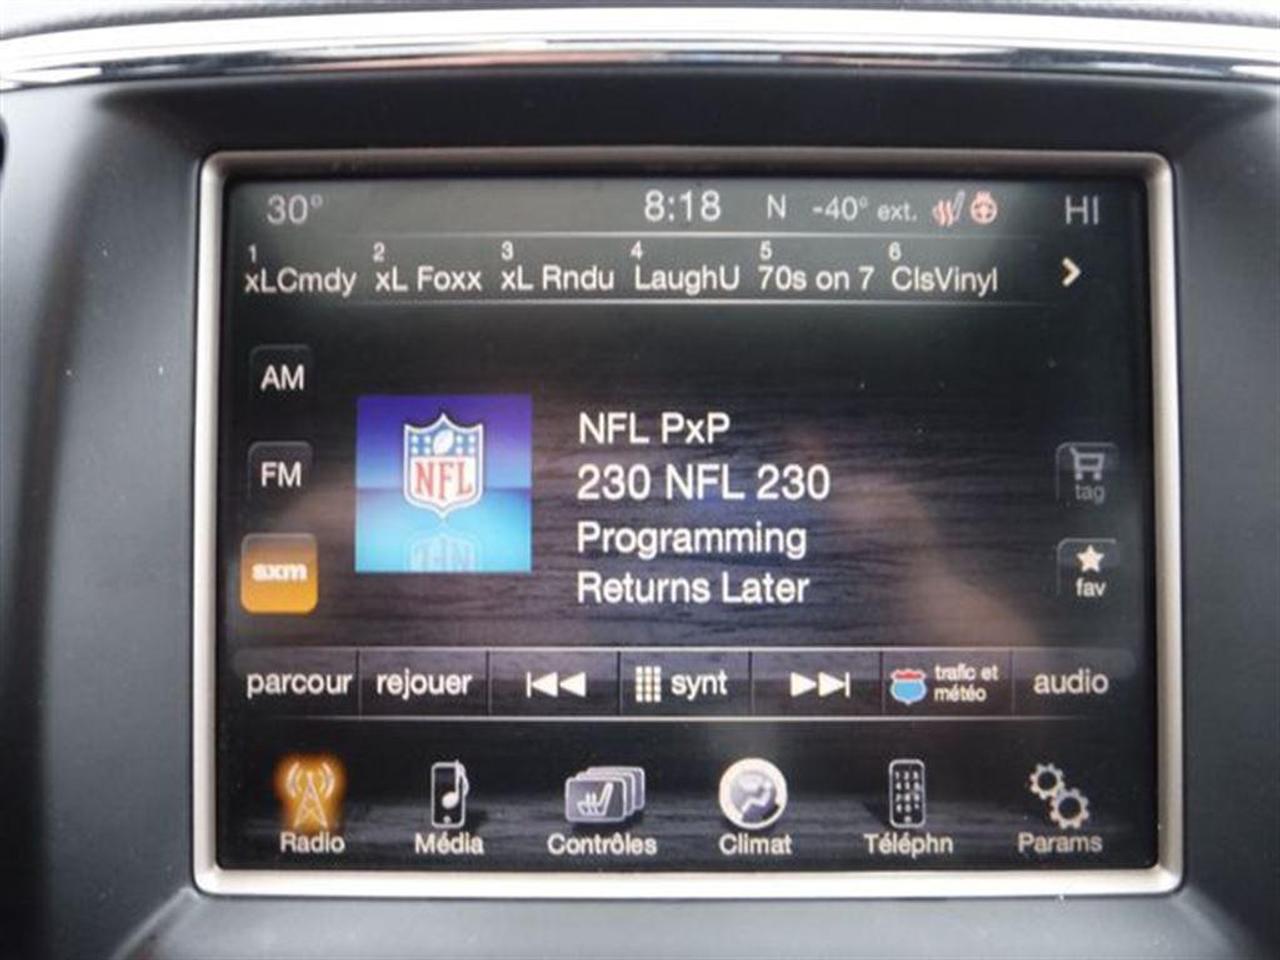 30° 8:18 N -40° ext. HI
1 2 3 4 5 6
xLCmdy xL Foxx xL Rndu LaughU 70s on 7 ClsVinyl
AM
NFL
NFL PxP
FM
230 NFL 230
tag
Programming
sxm
Returns Later
fav
parcour rejouer synt trafic et météo audio
Radio Média Contrôles Climat Téléphn Params